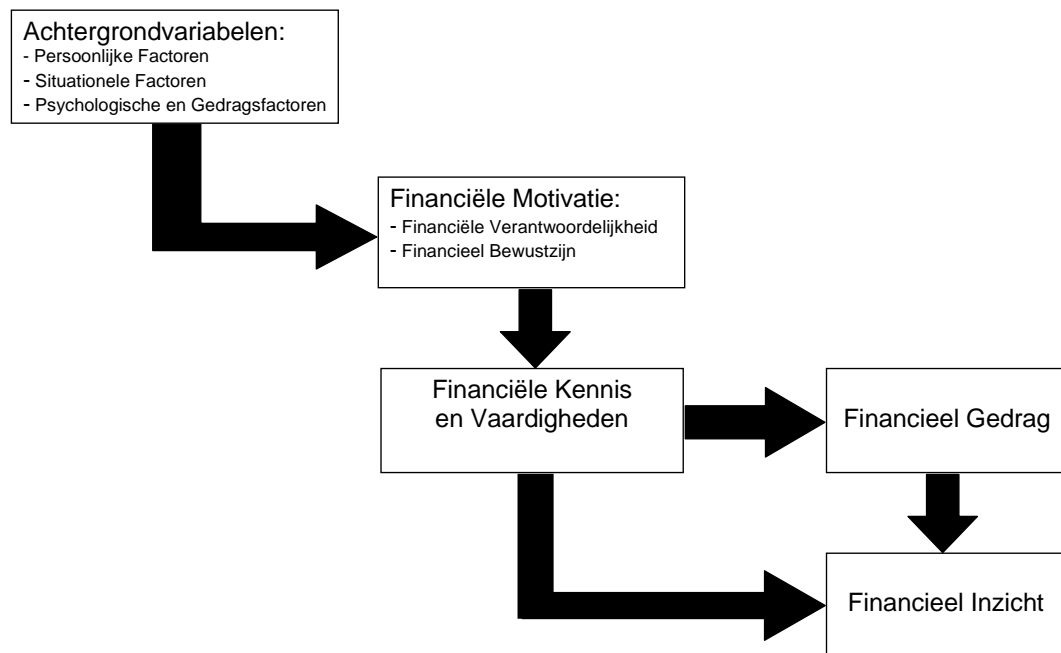 Achtergrondvariabelen:
- Persoonlijke Factoren
- Situationele Factoren
- Psychologische en Gedragsfactoren
Financiële Motivatie:
- Financiële Verantwoordelijkheid
- Financieel Bewustzijn
Financiële Kennis
en Vaardigheden
Financieel Gedrag
Financieel Inzicht